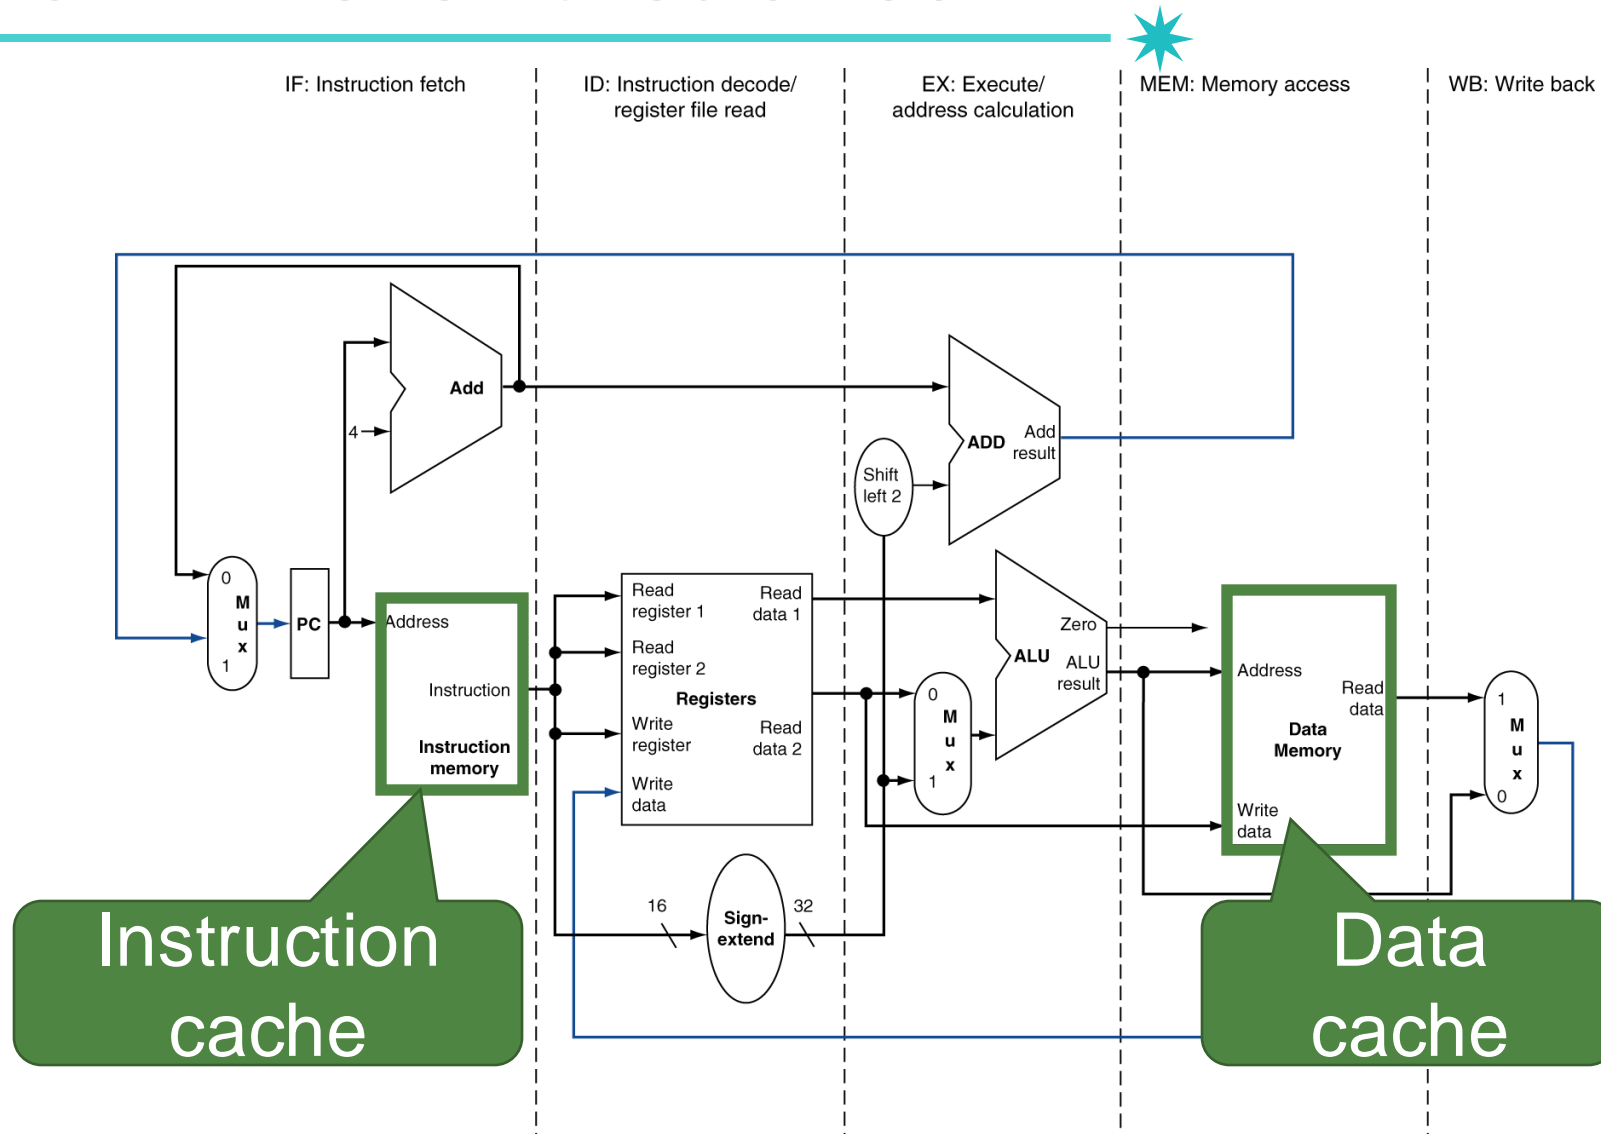 IF: Instruction fetch
ID: Instruction decode/
register file read
EX: Execute/
address calculation
MEM: Memory access
WB: Write back
Add
4
ADD
Add
result
Shift
left 2
0
M
u
x
1
PC
Address
Instruction
Instruction
memory
Read
register 1
Read
register 2
Write
register
Write
data
Registers
Read
data 1
Read
data 2
0
M
u
x
1
Zero
ALU
ALU
result
Address
Read
data
Data
Memory
Write
data
1
M
u
x
0
16
Sign-
extend
32
Instruction
cache
Data
cache